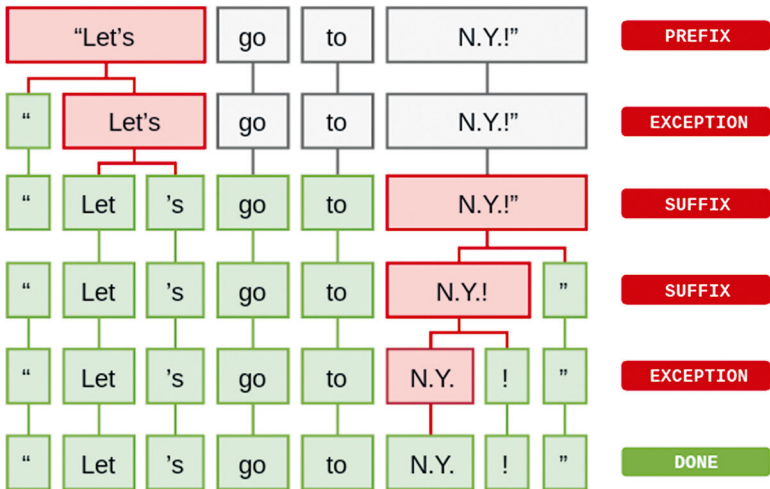 “Let’s go to N.Y.!” PREFIX
“ Let’s go to N.Y.!” EXCEPTION
“ Let ’s go to N.Y.!” SUFFIX
“ Let ’s go to N.Y.! ” SUFFIX
“ Let ’s go to N.Y. ! ” EXCEPTION
“ Let ’s go to N.Y. ! ” DONE